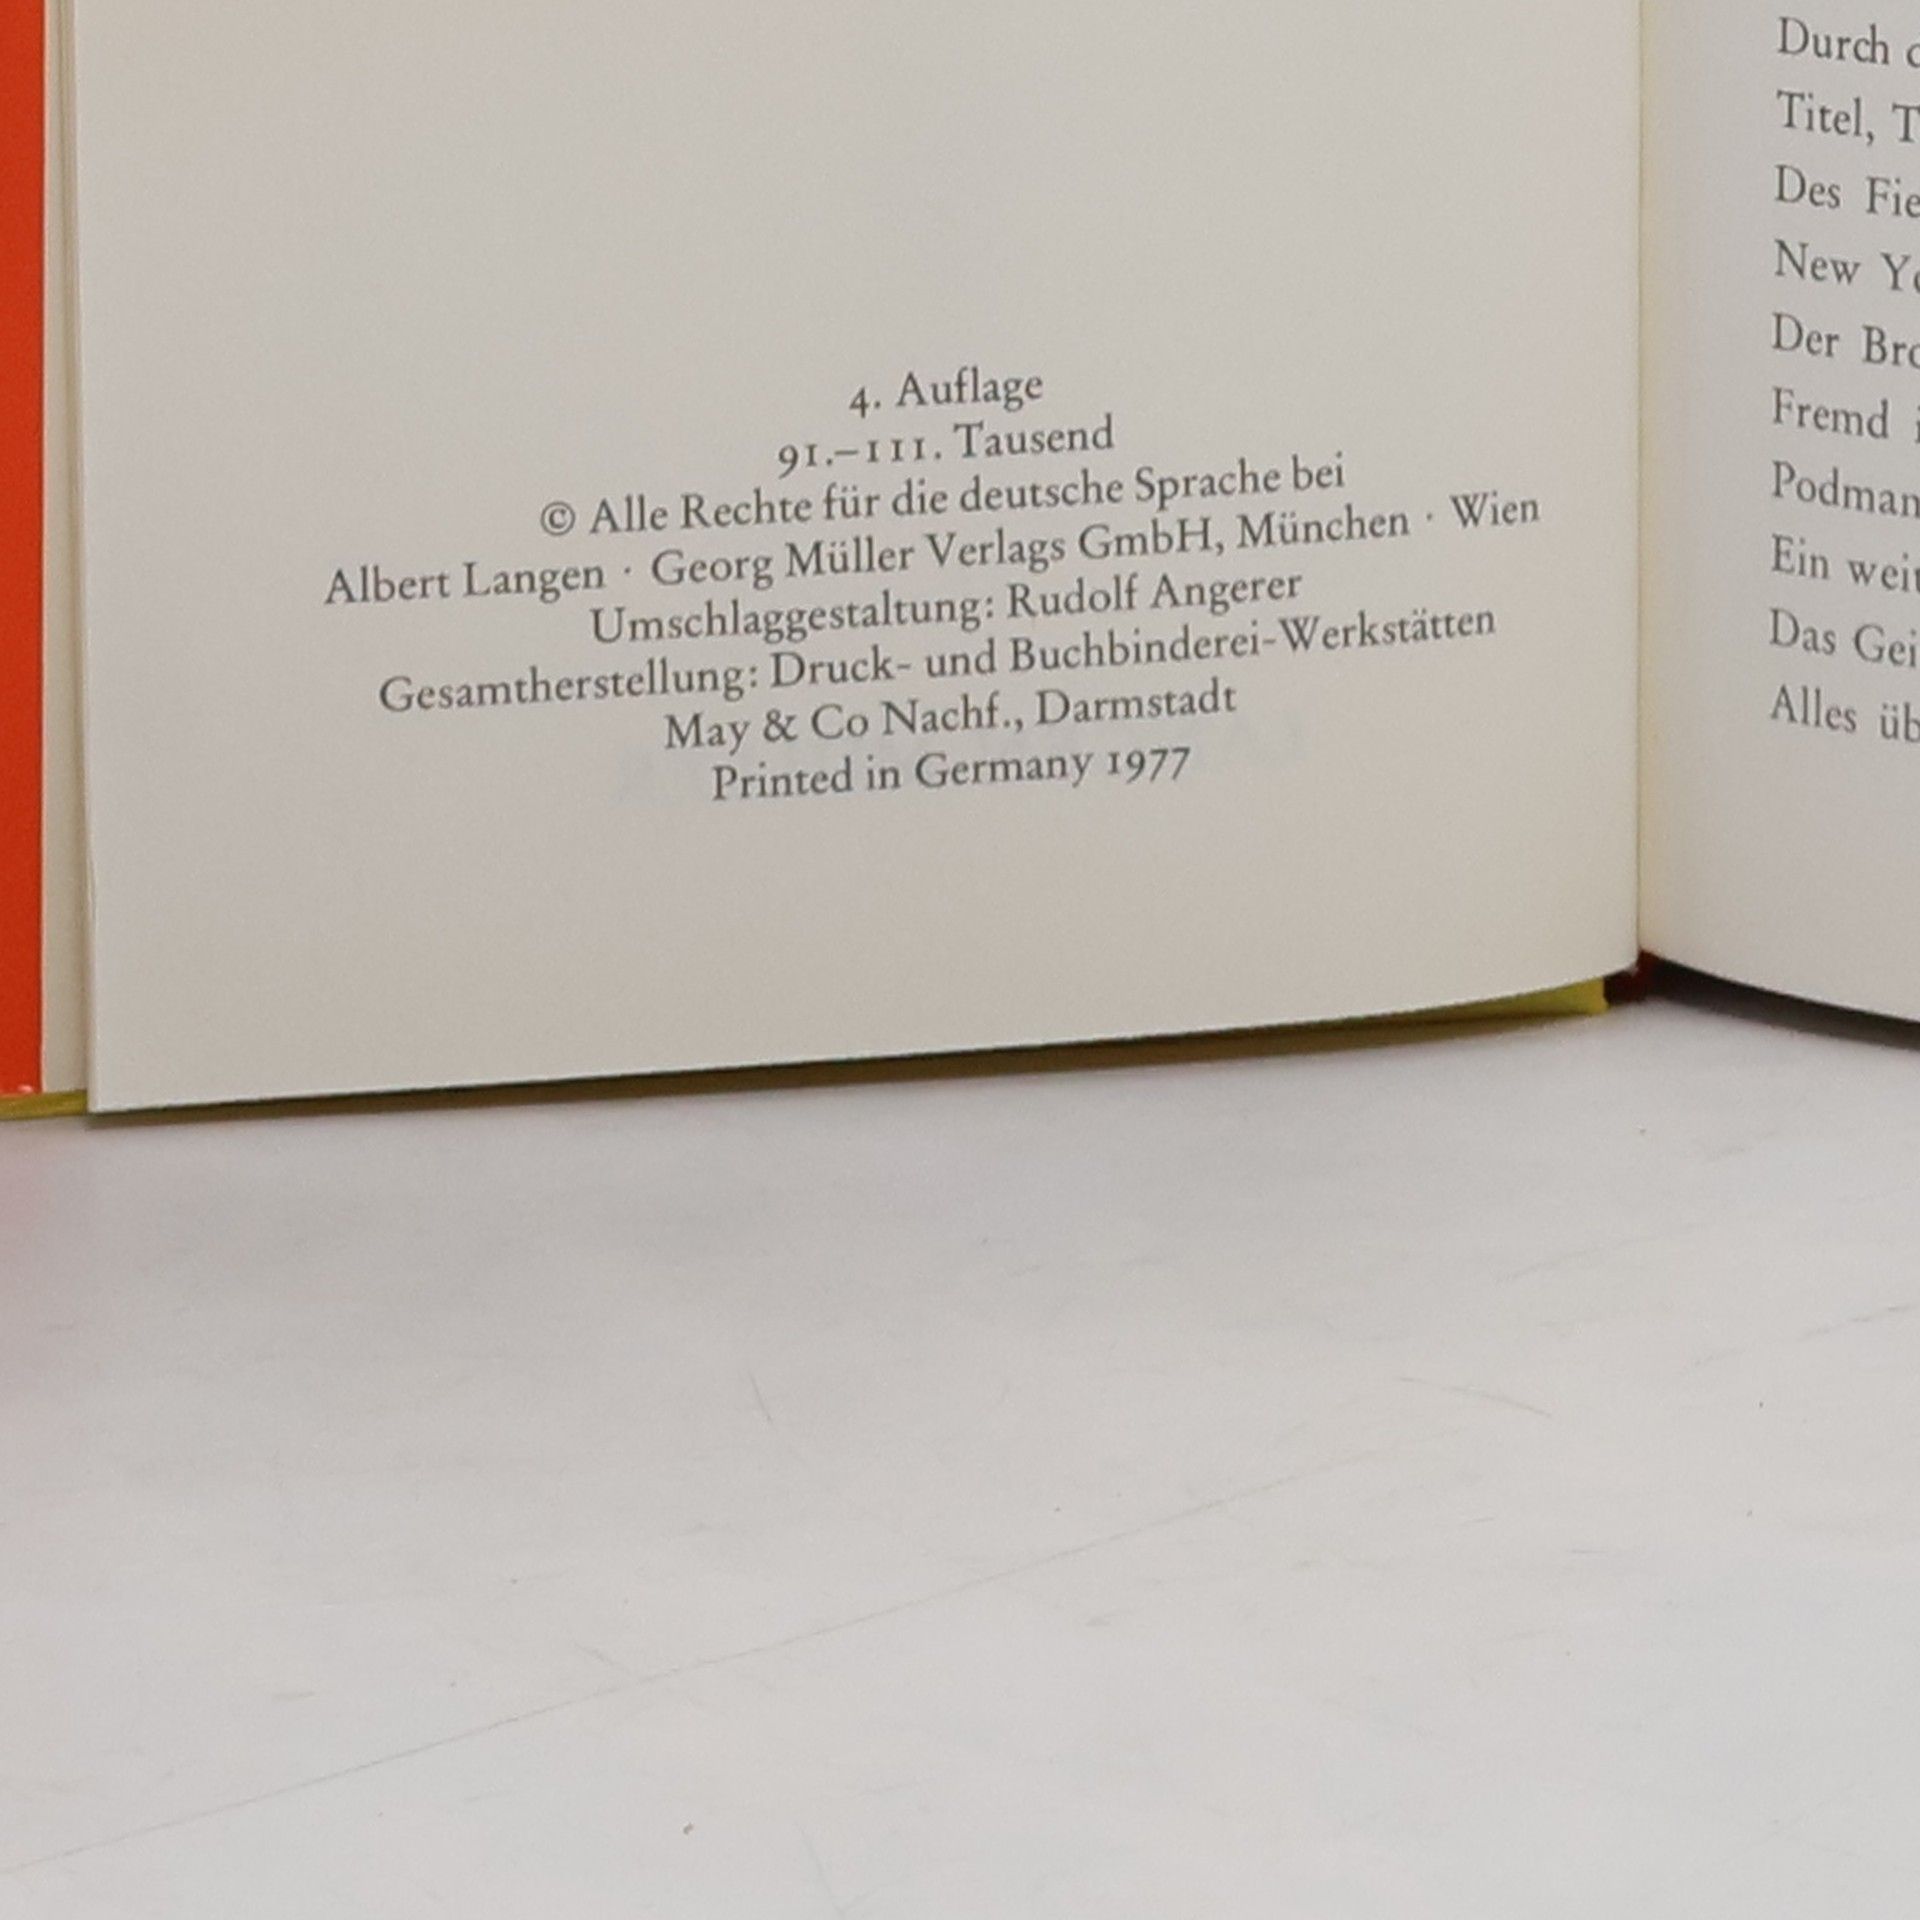 4. Auflage
91.–111. Tausend
© Alle Rechte für die deutsche Sprache bei
Albert Langen · Georg Müller Verlags GmbH, München · Wien
Umschlaggestaltung: Rudolf Angerer
Gesamtherstellung: Druck- und Buchbinderei-Werkstätten
May & Co Nachf., Darmstadt
Printed in Germany 1977
Durch
Titel,
Des
New
Der
Fremd
Ein
Das
Alles